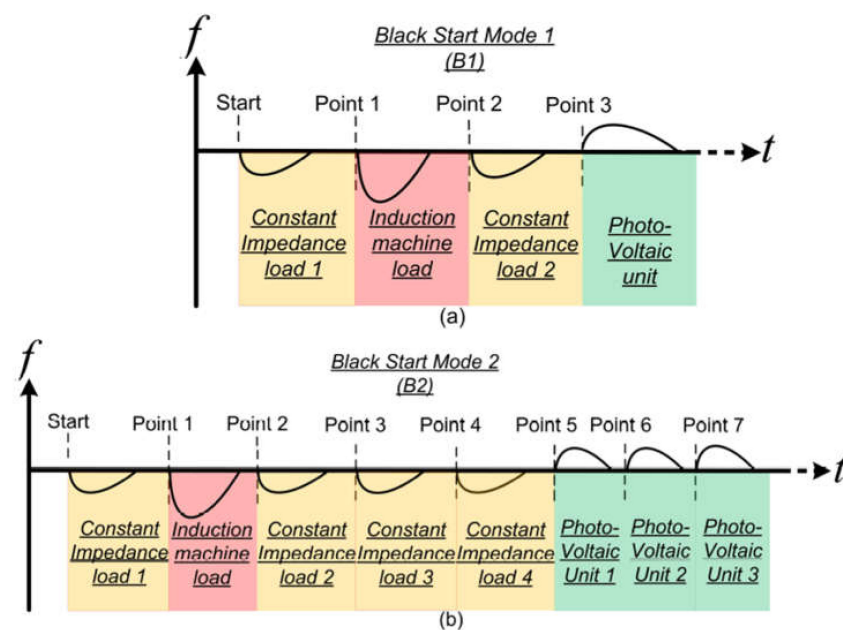 Black Start Mode 1
(B1)
f
Start Point 1 Point 2 Point 3
t
Constant Impedance load 1
Induction machine load
Constant Impedance load 2
Photo-Voltaic unit
(a)
Black Start Mode 2
(B2)
f
Start Point 1 Point 2 Point 3 Point 4 Point 5 Point 6 Point 7
t
Constant Impedance load 1
Induction machine load
Constant Impedance load 2
Constant Impedance load 3
Constant Impedance load 4
Photo-Voltaic Unit 1
Photo-Voltaic Unit 2
Photo-Voltaic Unit 3
(b)